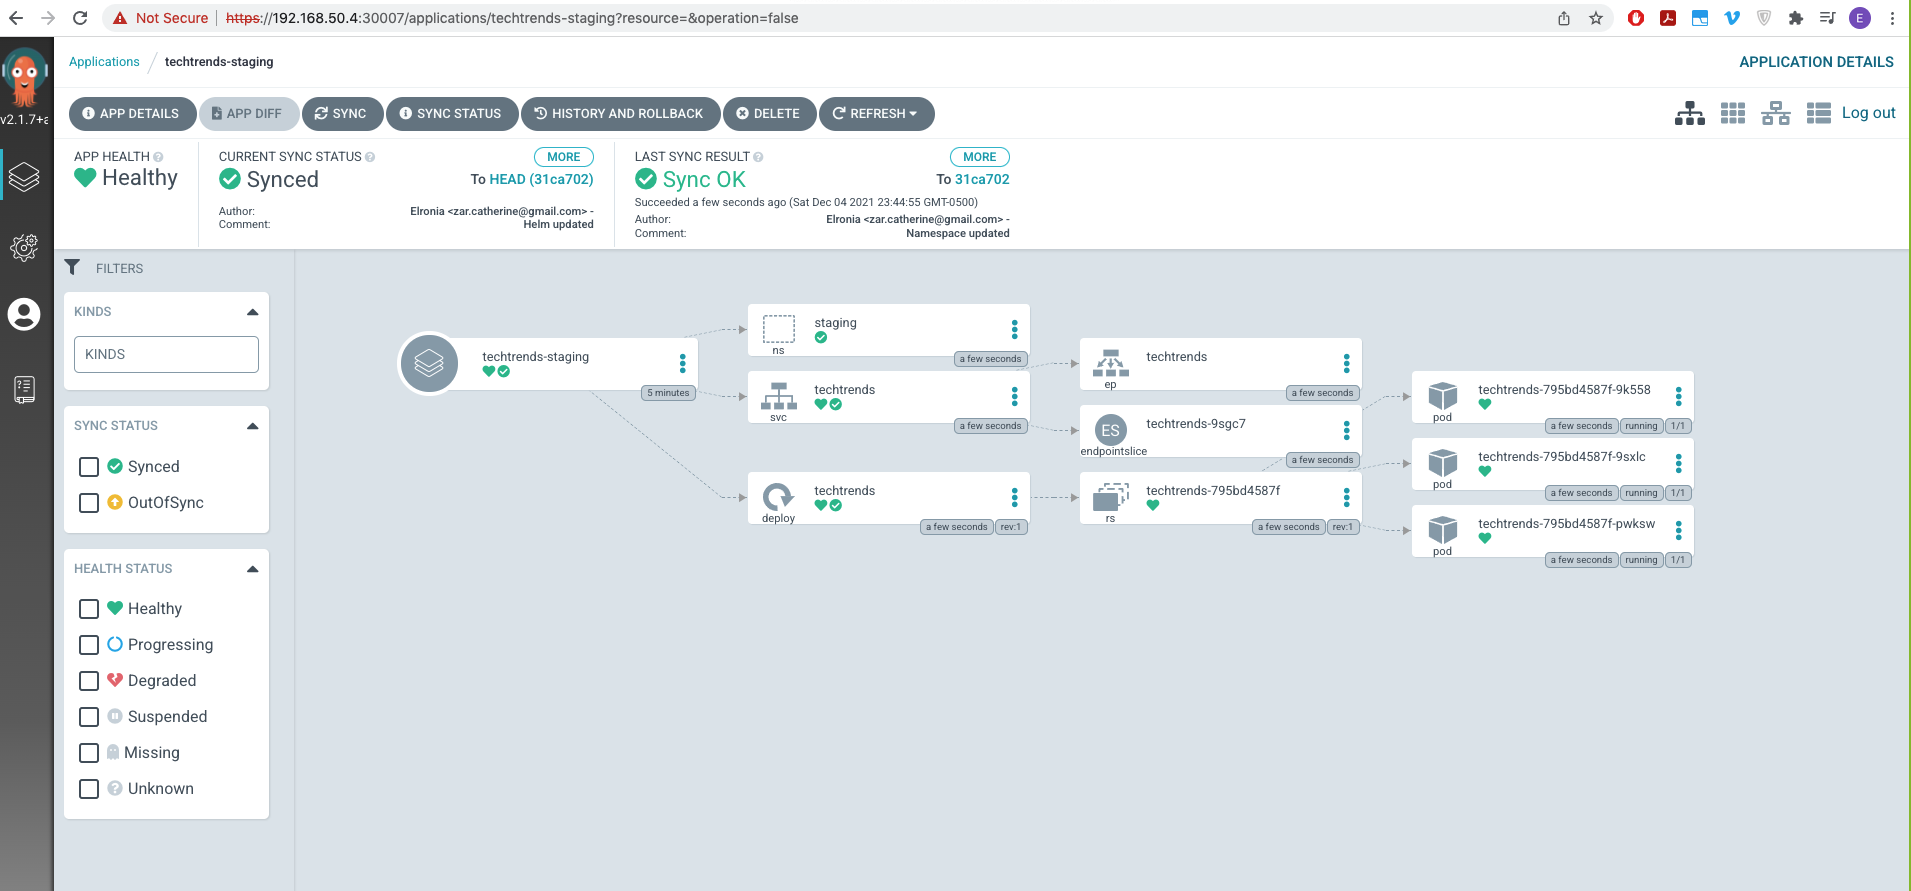 Not Secure | https://192.168.50.4:30007/applications/techtrends-staging?resource=&operation=false
E
v2.1.7+a
Applications / techtrends-staging
APPLICATION DETAILS
APP DETAILS
APP DIFF
SYNC
SYNC STATUS
HISTORY AND ROLLBACK
DELETE
REFRESH
Log out
APP HEALTH
Healthy
CURRENT SYNC STATUS
MORE
Synced
To HEAD (31ca702)
Author: Elronia <zar.catherine@gmail.com> -
Comment: Helm updated
LAST SYNC RESULT
MORE
Sync OK
To 31ca702
Succeeded a few seconds ago (Sat Dec 04 2021 23:44:55 GMT-0500)
Author: Elronia <zar.catherine@gmail.com> -
Comment: Namespace updated
FILTERS
KINDS
KINDS
SYNC STATUS
Synced
OutOfSync
HEALTH STATUS
Healthy
Progressing
Degraded
Suspended
Missing
Unknown
techtrends-staging
5 minutes
ns
staging
a few seconds
svc
techtrends
a few seconds
deploy
techtrends
a few seconds
rev:1
ep
techtrends
a few seconds
ES
endpointslice
techtrends-9sgc7
a few seconds
rs
techtrends-795bd4587f
a few seconds
rev:1
pod
techtrends-795bd4587f-9k558
a few seconds
running
1/1
pod
techtrends-795bd4587f-9sxlc
a few seconds
running
1/1
pod
techtrends-795bd4587f-pwksw
a few seconds
running
1/1